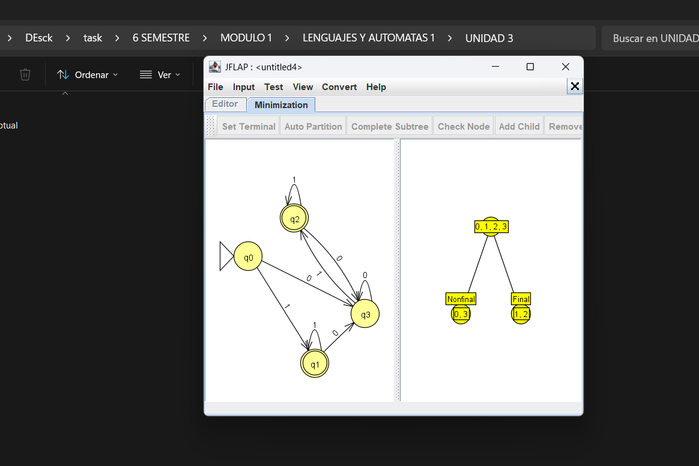 DEsck > task > 6 SEMESTRE > MODULO 1 > LENGUAJES Y AUTOMATAS 1 > UNIDAD 3
Buscar en UNIDAD
Ordenar
Ver
otual
JFLAP : <untitled4>
File Input Test View Convert Help
Editor Minimization
Set Terminal Auto Partition Complete Subtree Check Node Add Child Remove
1
q2
q0
0
0
1
0
q3
1
1
0
q1
0, 1, 2, 3
Nonfinal
0, 3
Final
1, 2